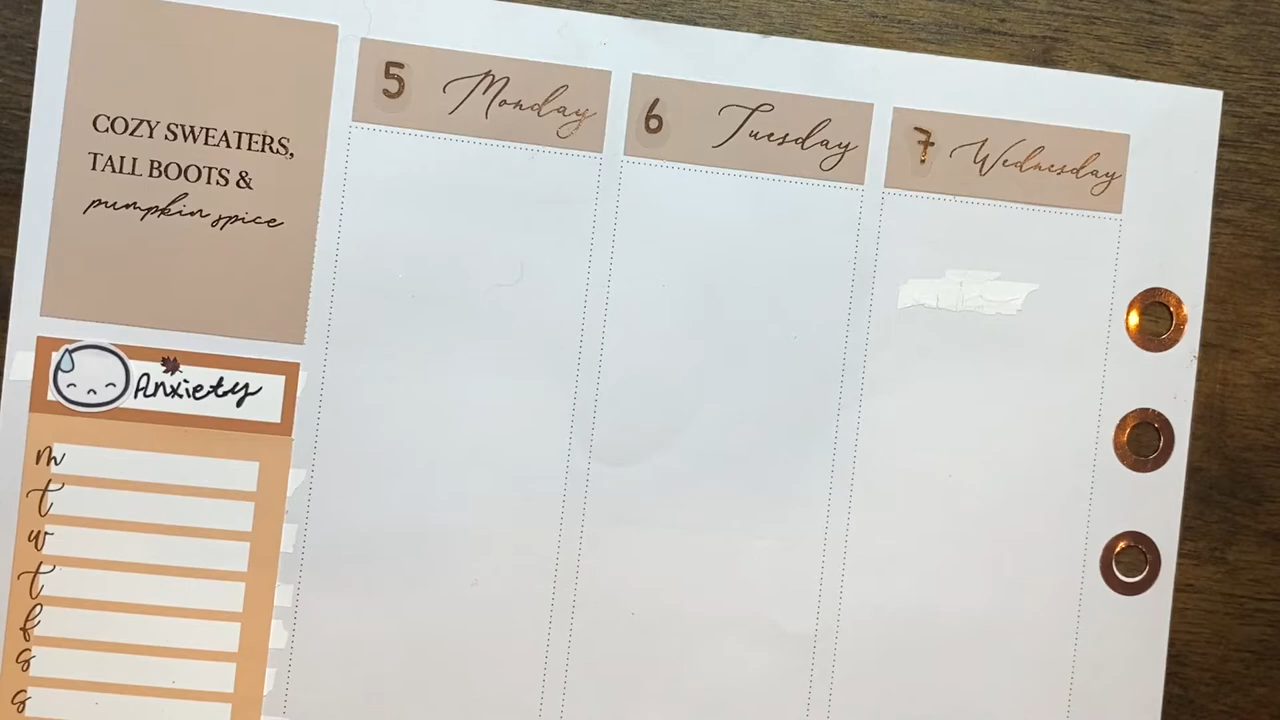 COZY SWEATERS,
TALL BOOTS &
pumpkin spice
5 Monday
6 Tuesday
7 Wednesday
Anxiety
m
t
w
t
f
s
s